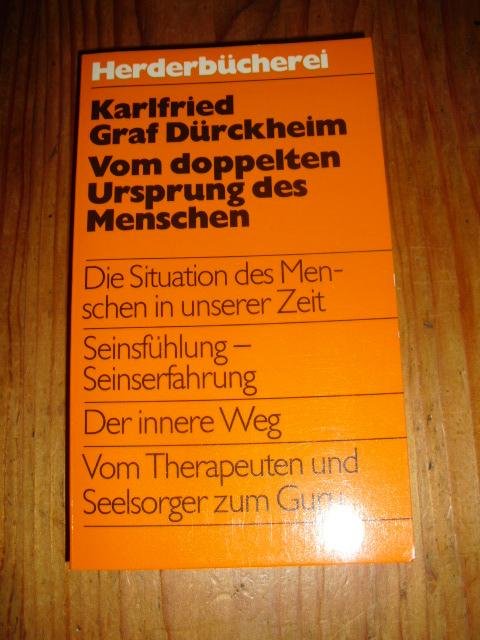 Herderbücherei
Karlfried
Graf Dürckheim
Vom doppelten
Ursprung des
Menschen
Die Situation des Men-
schen in unserer Zeit
Seinsfühlung –
Seinserfahrung
Der innere Weg
Vom Therapeuten und
Seelsorger zum Guru